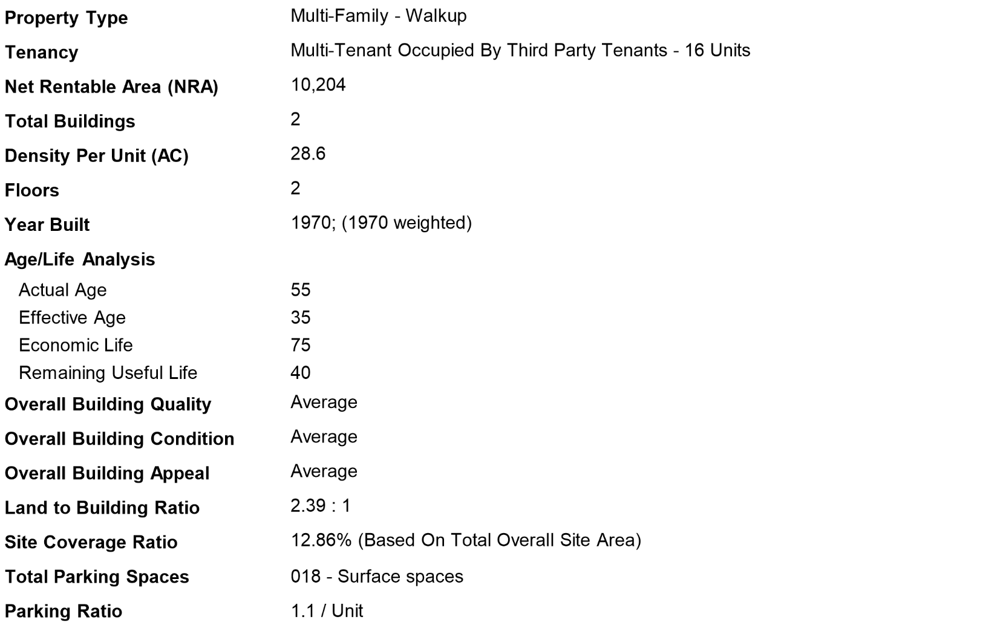 Property Type Multi-Family - Walkup
Tenancy Multi-Tenant Occupied By Third Party Tenants - 16 Units
Net Rentable Area (NRA) 10,204
Total Buildings 2
Density Per Unit (AC) 28.6
Floors 2
Year Built 1970; (1970 weighted)
Age/Life Analysis
Actual Age 55
Effective Age 35
Economic Life 75
Remaining Useful Life 40
Overall Building Quality Average
Overall Building Condition Average
Overall Building Appeal Average
Land to Building Ratio 2.39 : 1
Site Coverage Ratio 12.86% (Based On Total Overall Site Area)
Total Parking Spaces 018 - Surface spaces
Parking Ratio 1.1 / Unit